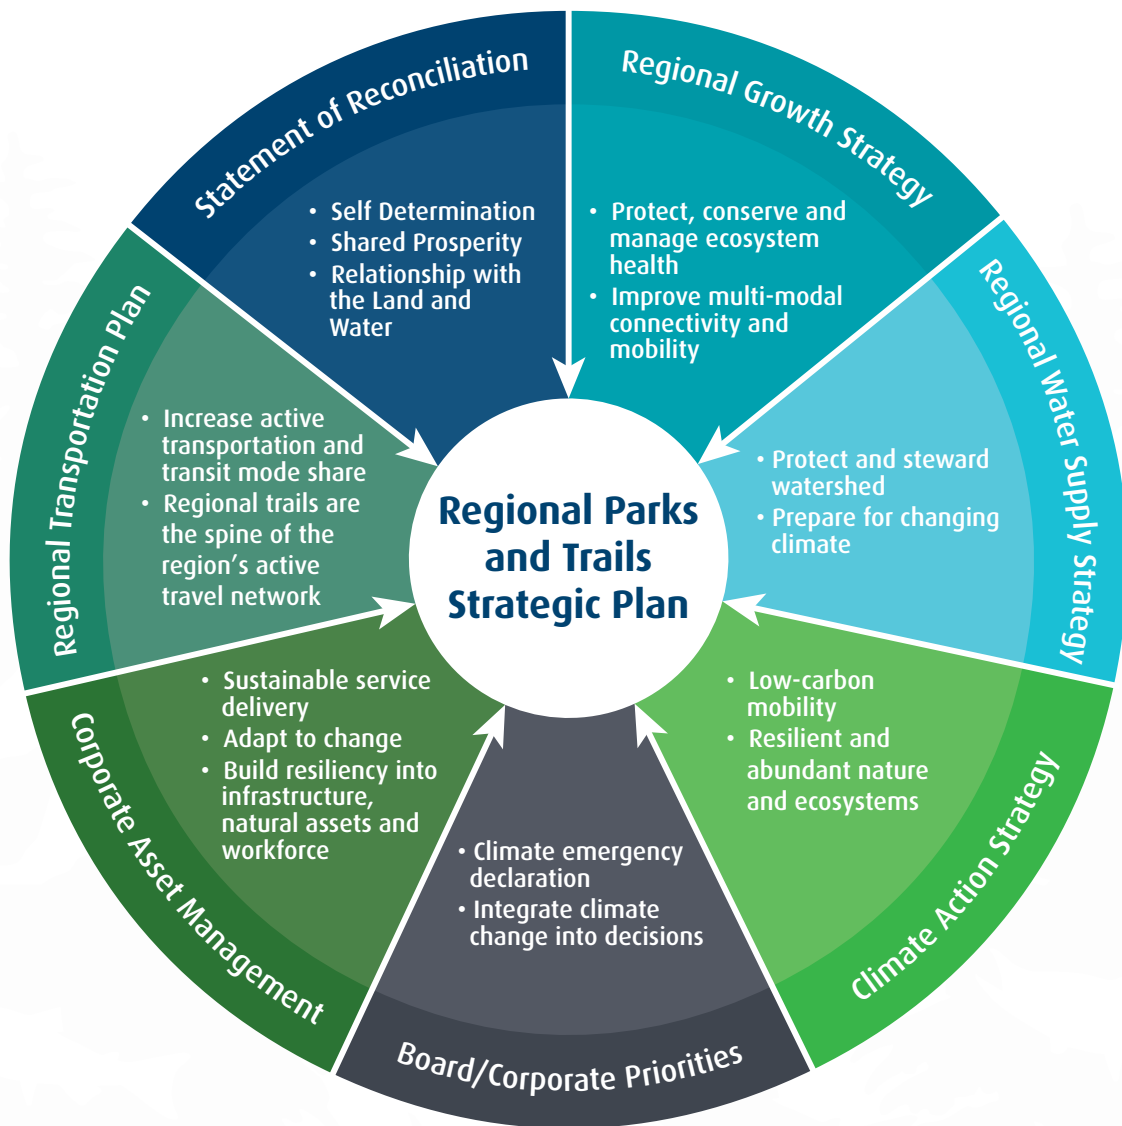 Statement of Reconciliation
• Self Determination
• Shared Prosperity
• Relationship with
the Land and
Water
Regional Growth Strategy
• Protect, conserve and
manage ecosystem
health
• Improve multi-modal
connectivity and
mobility
Regional Water Supply Strategy
• Protect and steward
watershed
• Prepare for changing
climate
Climate Action Strategy
• Low-carbon
mobility
• Resilient and
abundant nature
and ecosystems
Board/Corporate Priorities
• Climate emergency
declaration
• Integrate climate
change into decisions
Corporate Asset Management
• Sustainable service
delivery
• Adapt to change
• Build resiliency into
infrastructure,
natural assets and
workforce
Regional Transportation Plan
• Increase active
transportation and
transit mode share
• Regional trails are
the spine of the
region’s active
travel network
Regional Parks
and Trails
Strategic Plan